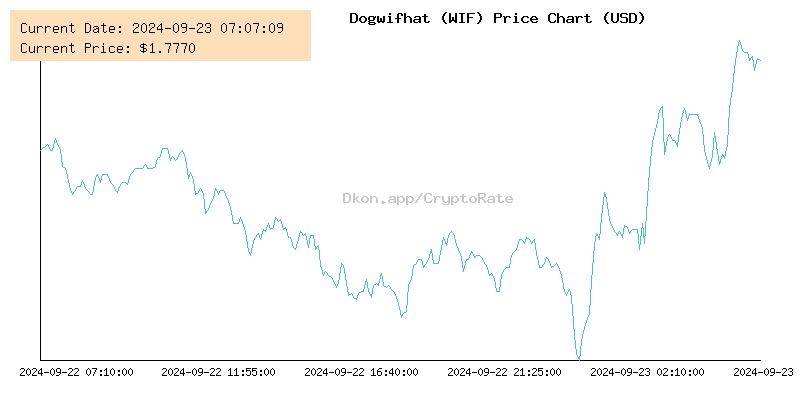 Dogwifhat (WIF) Price Chart (USD)
Current Date: 2024-09-23 07:07:09
Current Price: $1.7770
Dkon.app/CryptoRate
2024-09-22 07:10:00
2024-09-22 11:55:00
2024-09-22 16:40:00
2024-09-22 21:25:00
2024-09-23 02:10:00
2024-09-23